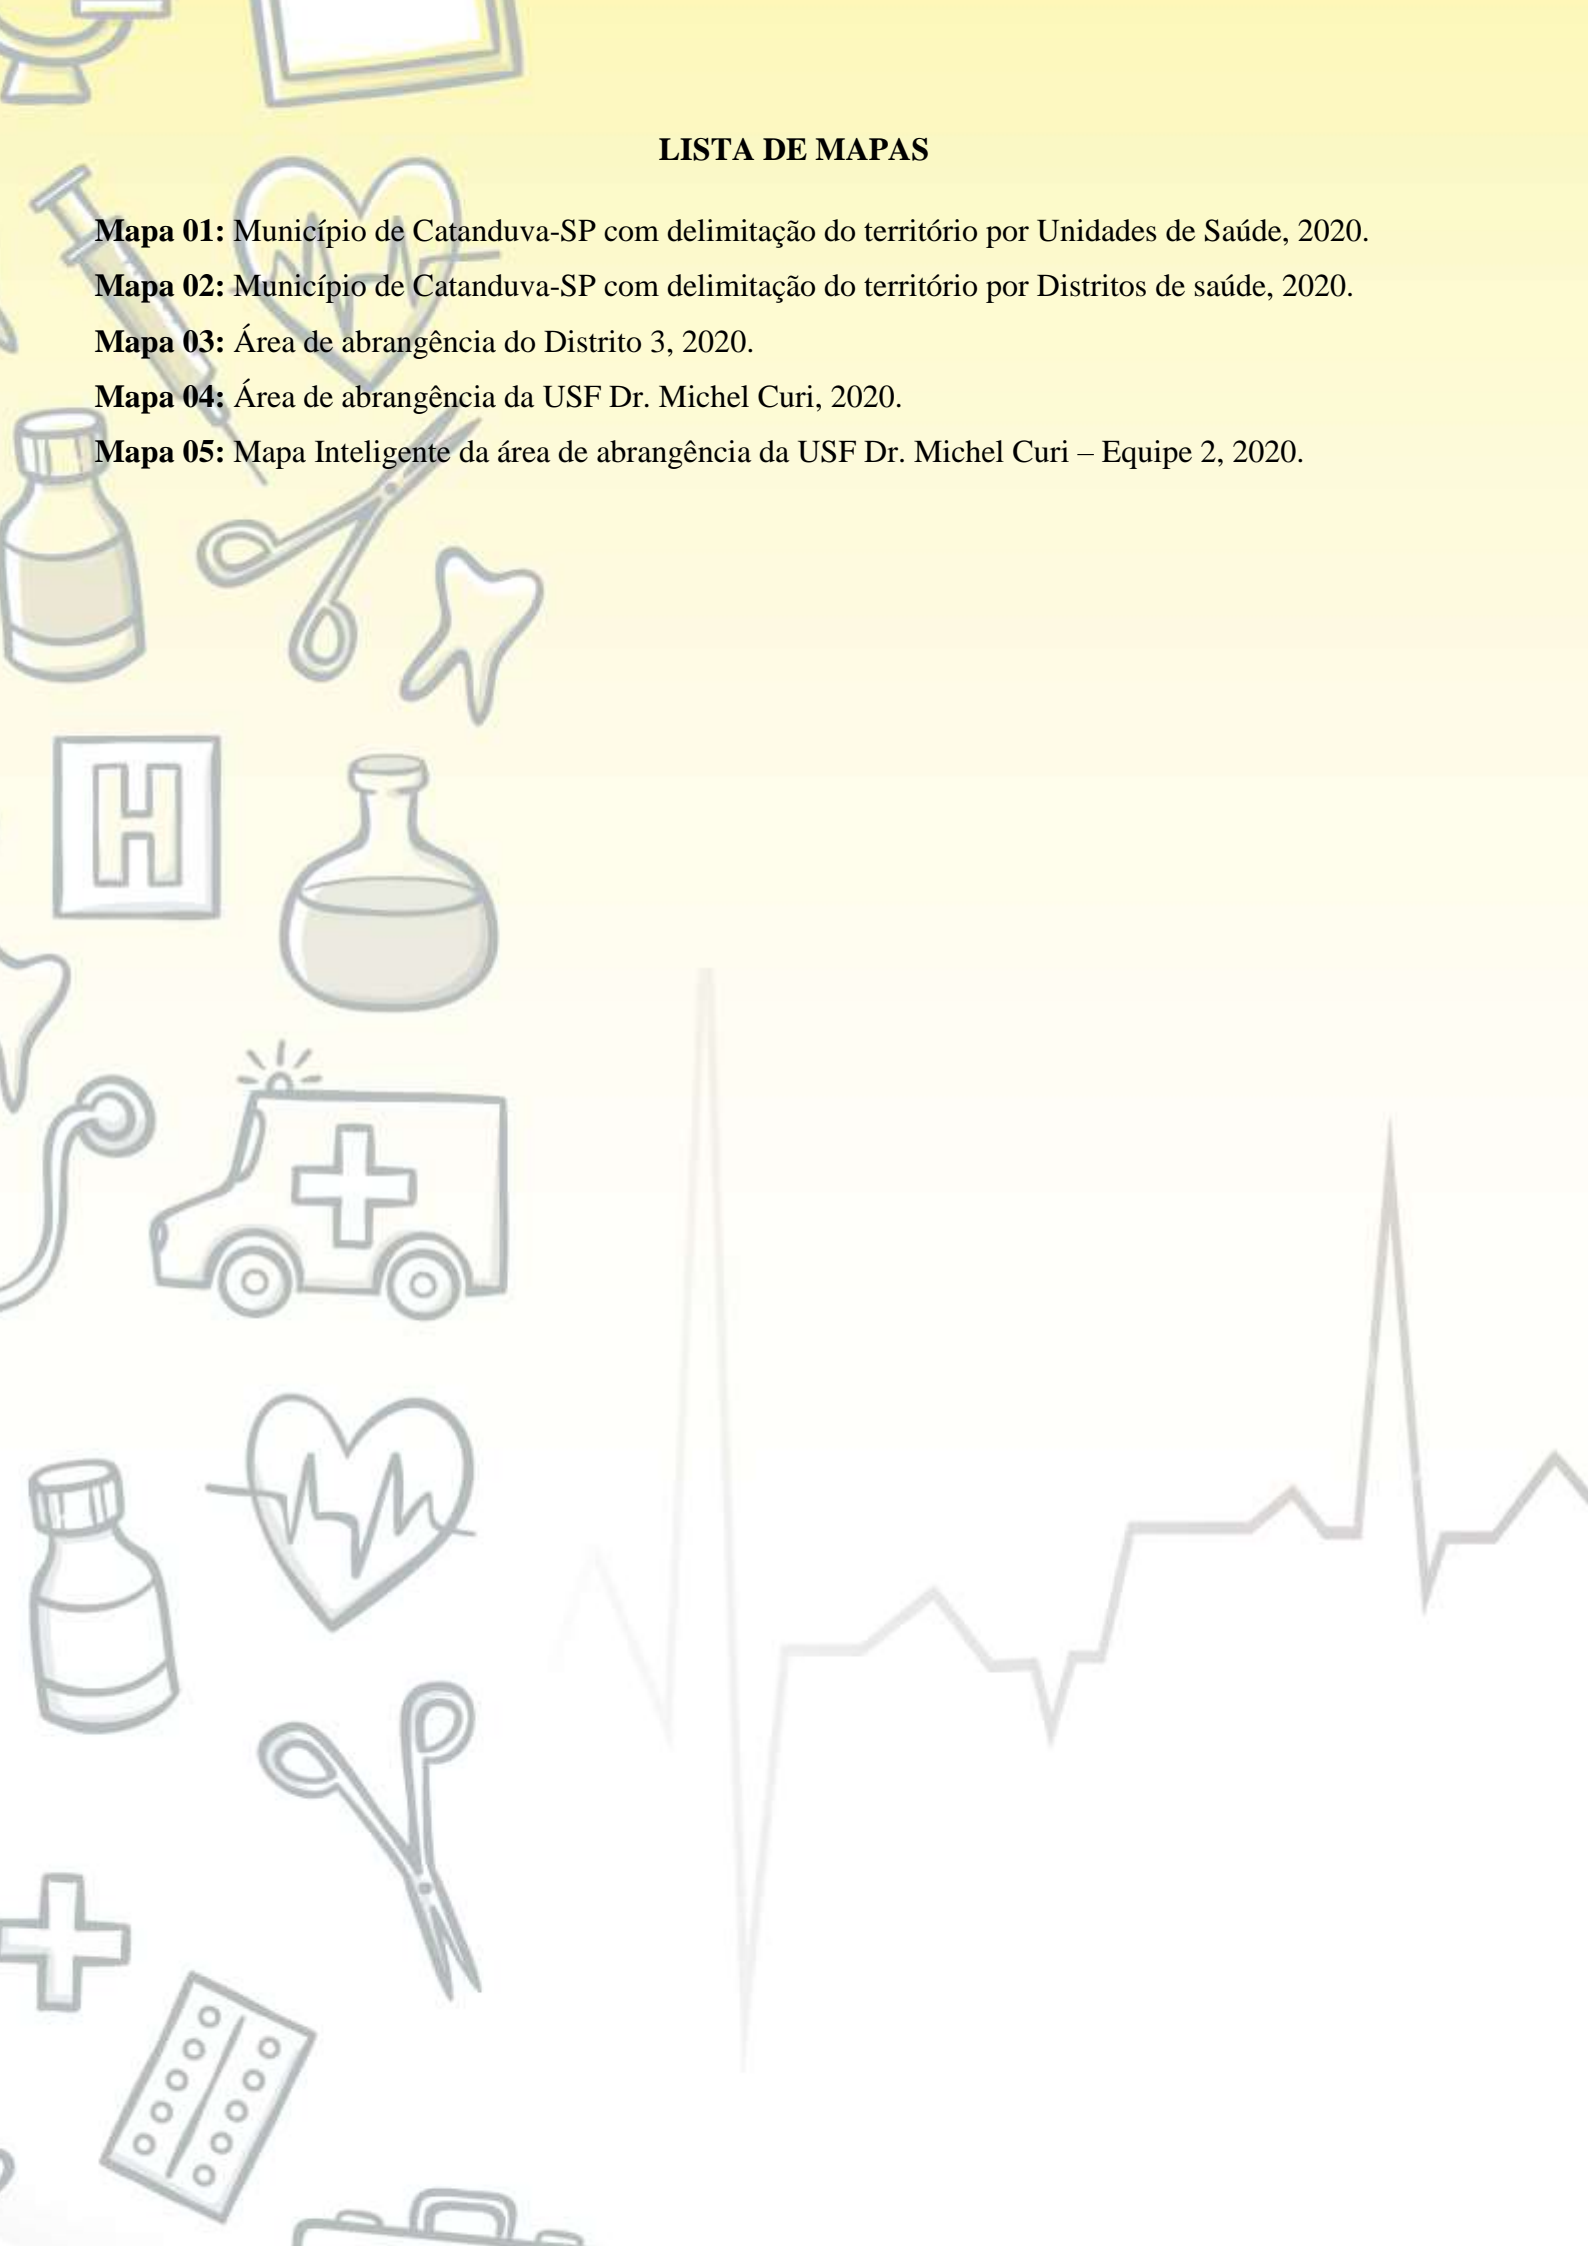 LISTA DE MAPAS
Mapa 01: Município de Catanduva-SP com delimitação do território por Unidades de Saúde, 2020.
Mapa 02: Município de Catanduva-SP com delimitação do território por Distritos de saúde, 2020.
Mapa 03: Área de abrangência do Distrito 3, 2020.
Mapa 04: Área de abrangência da USF Dr. Michel Curi, 2020.
Mapa 05: Mapa Inteligente da área de abrangência da USF Dr. Michel Curi – Equipe 2, 2020.
H